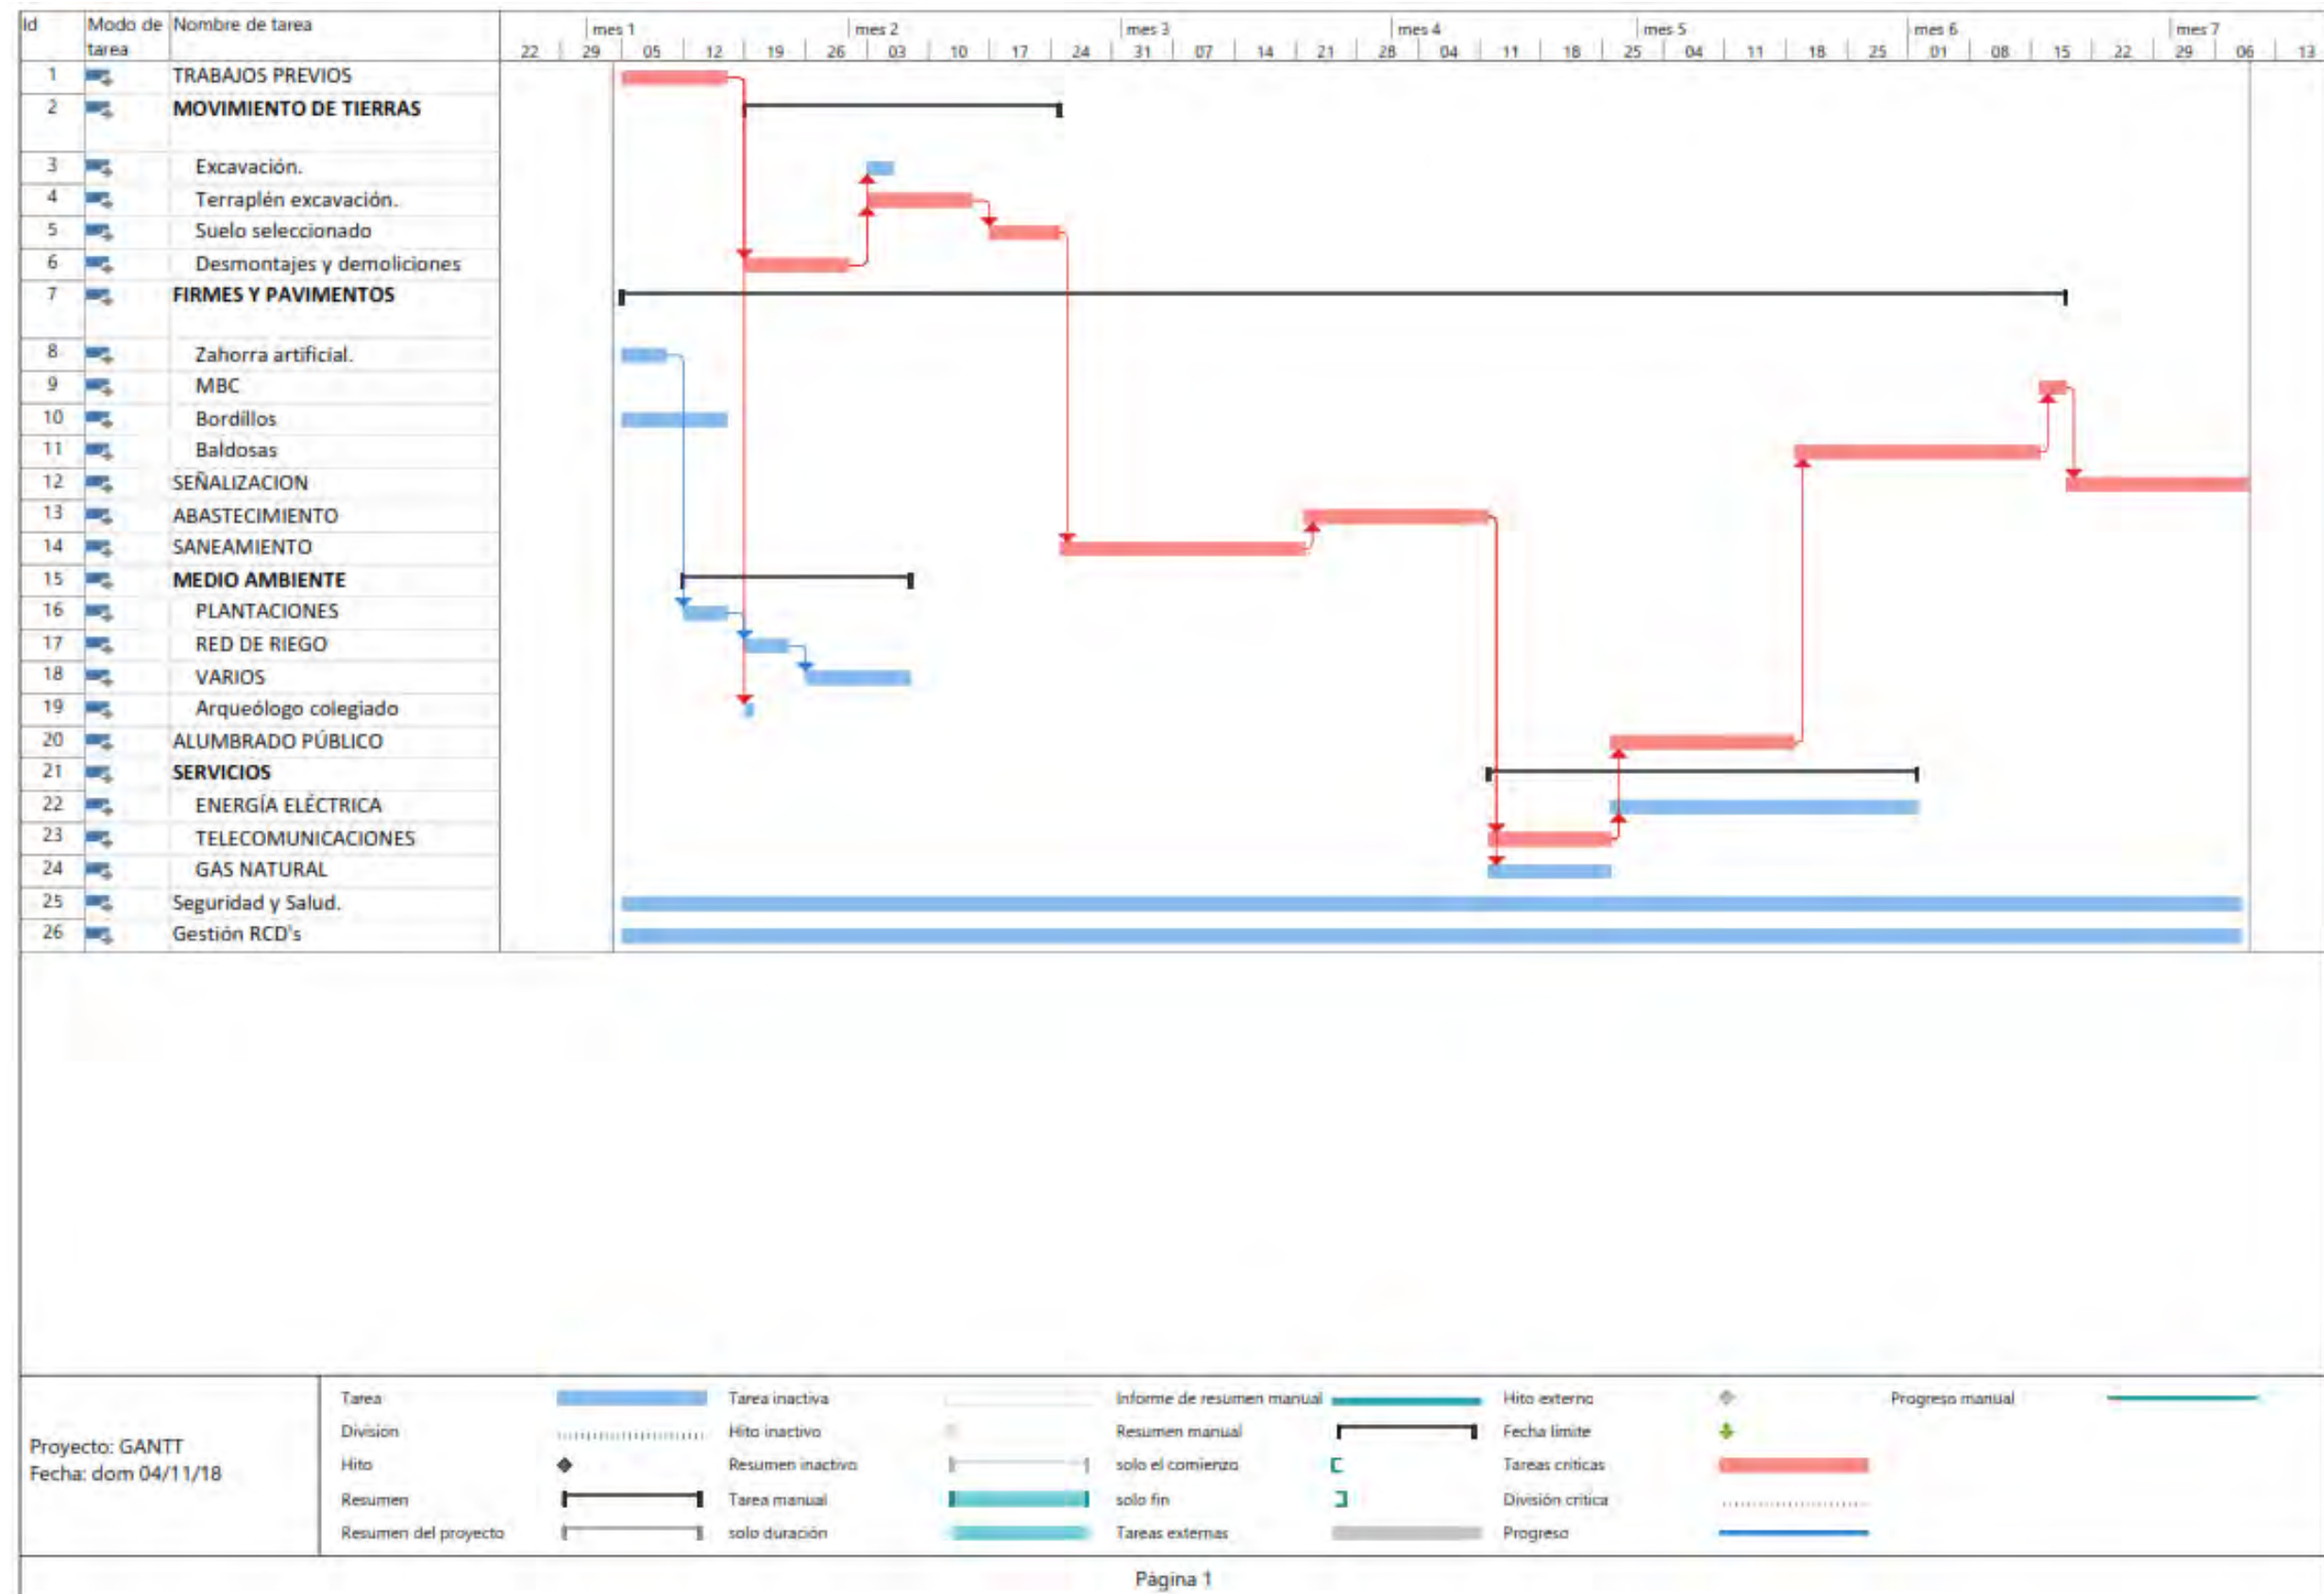 Id Modo de tarea Nombre de tarea
mes 1 mes 2 mes 3 mes 4 mes 5 mes 6 mes 7
22 29 05 12 19 26 03 10 17 24 31 07 14 21 28 04 11 18 25 04 11 18 25 01 08 15 22 29 06 13
1 TRABAJOS PREVIOS
2 MOVIMIENTO DE TIERRAS
3 Excavación.
4 Terraplén excavación.
5 Suelo seleccionado
6 Desmontajes y demoliciones
7 FIRMES Y PAVIMENTOS
8 Zahorra artificial.
9 MBC
10 Bordillos
11 Baldosas
12 SEÑALIZACION
13 ABASTECIMIENTO
14 SANEAMIENTO
15 MEDIO AMBIENTE
16 PLANTACIONES
17 RED DE RIEGO
18 VARIOS
19 Arqueólogo colegiado
20 ALUMBRADO PÚBLICO
21 SERVICIOS
22 ENERGÍA ELÉCTRICA
23 TELECOMUNICACIONES
24 GAS NATURAL
25 Seguridad y Salud.
26 Gestión RCD's
Proyecto: GANTT
Fecha: dom 04/11/18
Tarea Tarea inactiva Informe de resumen manual Hito externo Progreso manual
División Hito inactivo Resumen manual Fecha límite
Hito Resumen inactivo solo el comienzo Tareas críticas
Resumen Tarea manual solo fin División crítica
Resumen del proyecto solo duración Tareas externas Progreso
Página 1